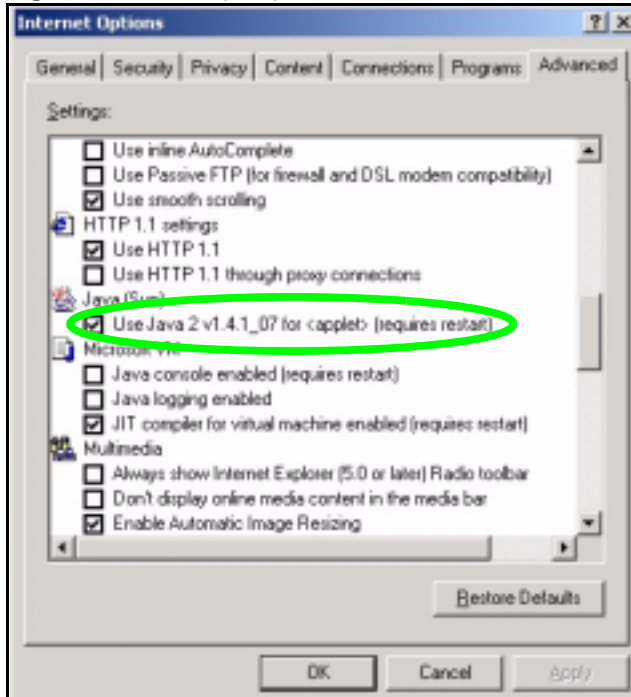 Internet Options
General Security Privacy Content Connections Programs Advanced
Settings:
Use inline AutoComplete
Use Passive FTP (for firewall and DSL modem compatibility)
Use smooth scrolling
HTTP 1.1 settings
Use HTTP 1.1
Use HTTP 1.1 through proxy connections
Java (Sun)
Use Java 2 v1.4.1_07 for <applet> (requires restart)
Microsoft VM
Java console enabled (requires restart)
Java logging enabled
JIT compiler for virtual machine enabled (requires restart)
Multimedia
Always show Internet Explorer (5.0 or later) Radio toolbar
Don't display online media content in the media bar
Enable Automatic Image Resizing
Restore Defaults
OK Cancel Apply